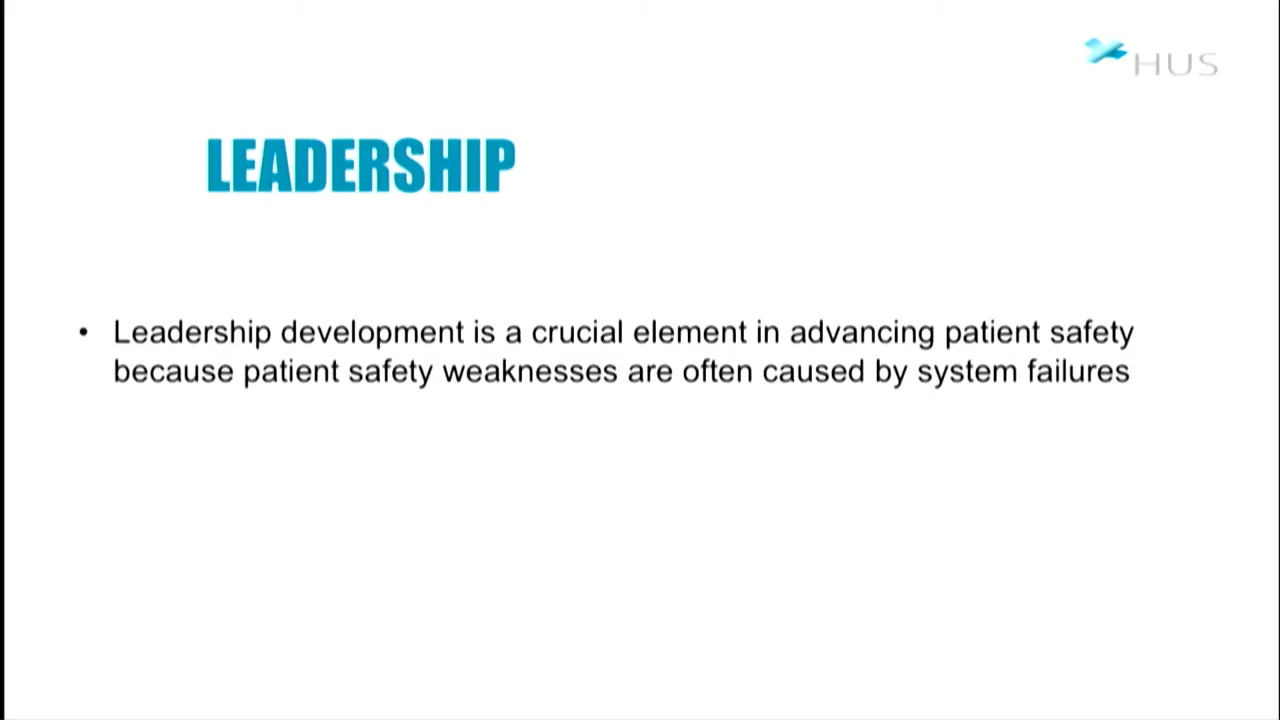 HUS
LEADERSHIP
• Leadership development is a crucial element in advancing patient safety
because patient safety weaknesses are often caused by system failures